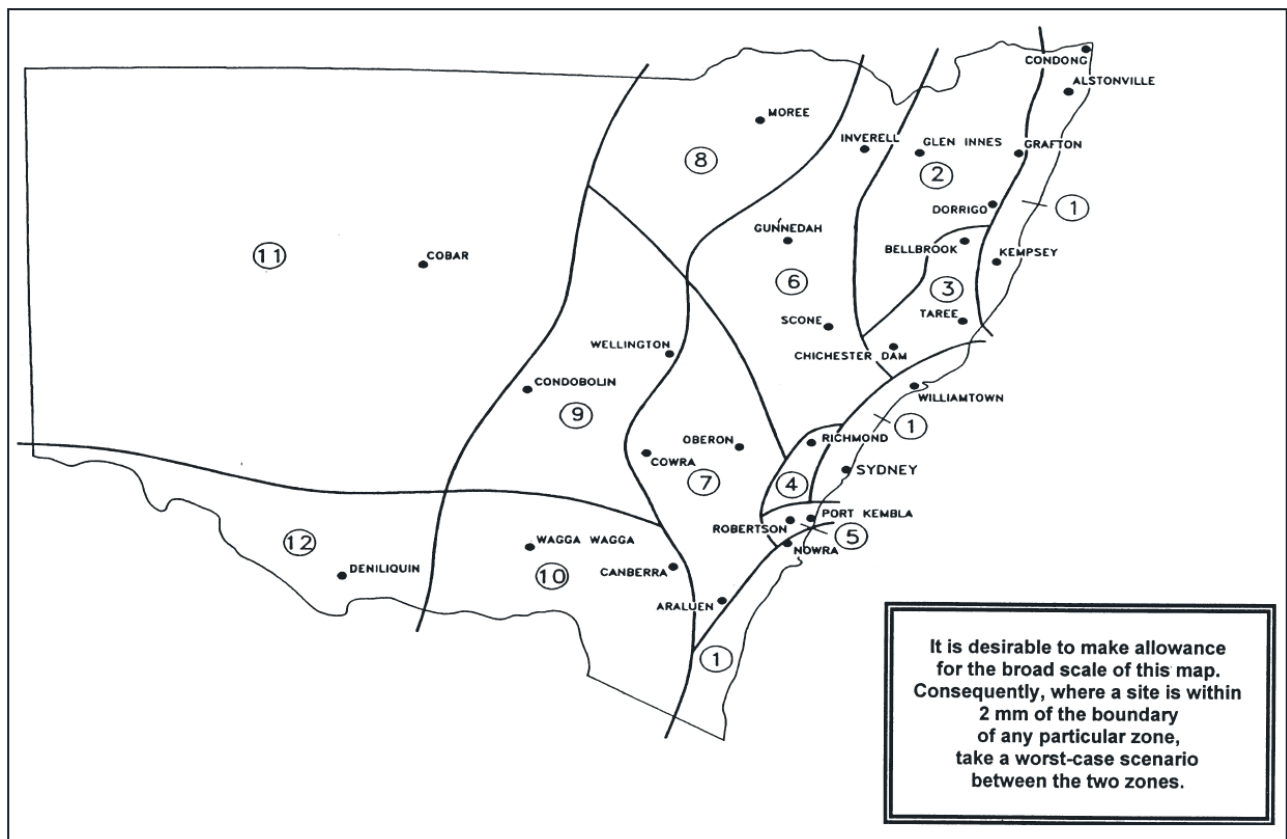 CONDONG
ALSTONVILLE
MOREE
INVERELL
GLEN INNES
GRAFTON
8
2
DORRIGO
1
GUNNEDAH
BELLBROOK
KEMPSEY
11
COBAR
6
3
SCONE
TAREE
WELLINGTON
CHICHESTER DAM
CONDOBOLIN
WILLIAMTOWN
9
1
OBERON
RICHMOND
COWRA
SYDNEY
7
4
PORT KEMBLA
ROBERTSON
5
12
WAGGA WAGGA
NOWRA
DENILIQUIN
10
CANBERRA
ARALUEN
1
It is desirable to make allowance
for the broad scale of this map.
Consequently, where a site is within
2 mm of the boundary
of any particular zone,
take a worst-case scenario
between the two zones.